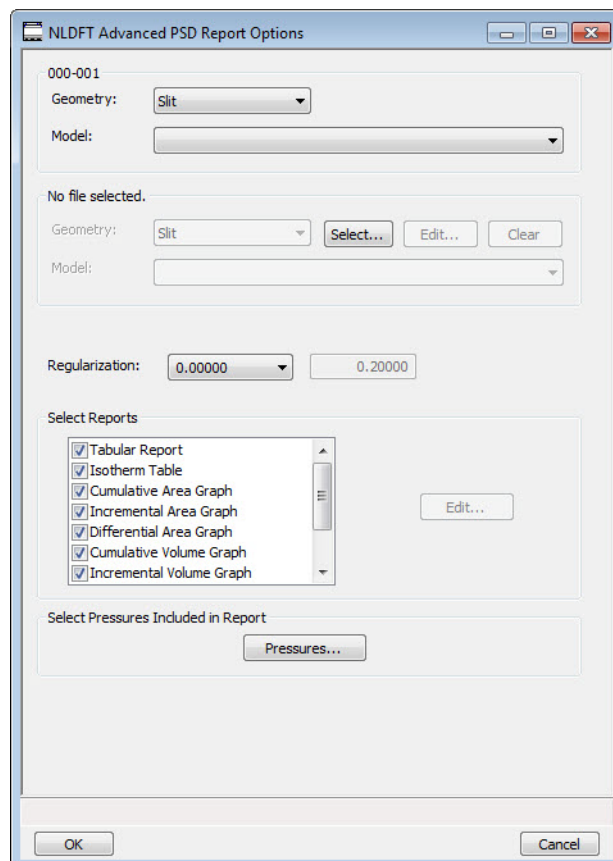 NLDFT Advanced PSD Report Options
000-001
Geometry: Slit
Model:
No file selected.
Geometry: Slit Select... Edit... Clear
Model:
Regularization: 0.00000 0.20000
Select Reports
Tabular Report
Isotherm Table
Cumulative Area Graph
Incremental Area Graph
Differential Area Graph
Cumulative Volume Graph
Incremental Volume Graph
Edit...
Select Pressures Included in Report
Pressures...
OK Cancel